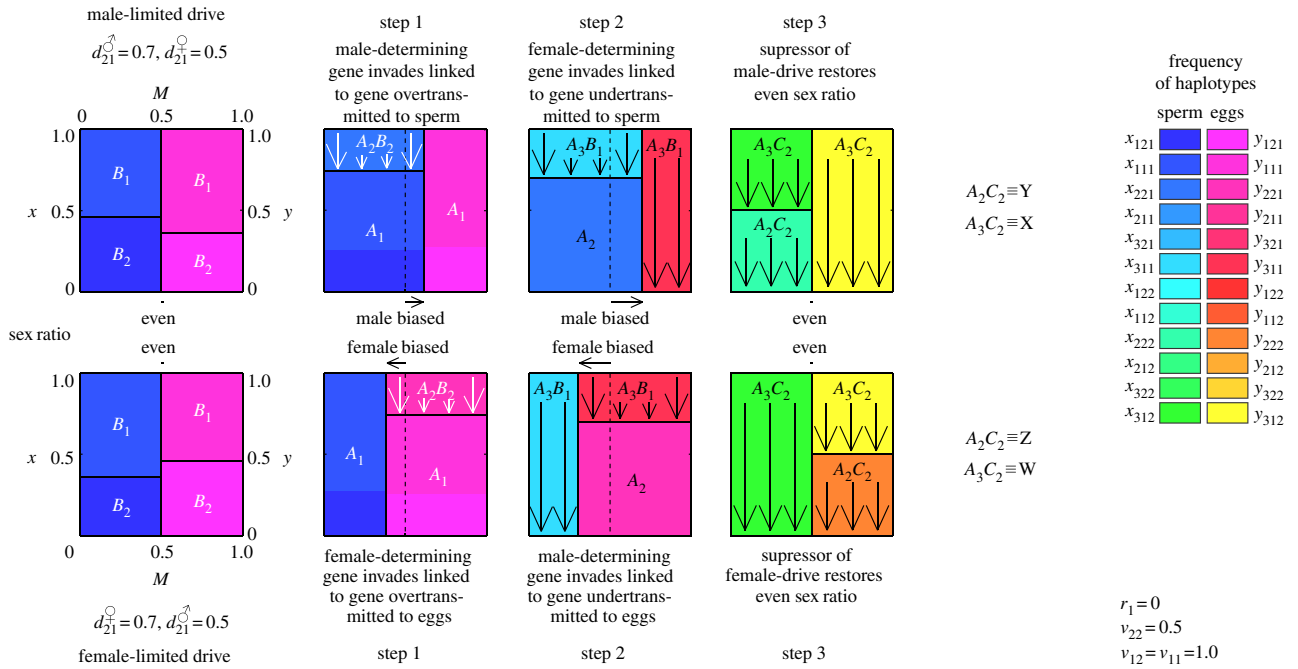 male-limited drive
d₂₁♂=0.7, d₂₁♀=0.5
M
0 0.5 1.0
1.0 1.0
B₁ B₁
x 0.5 0.5 y
B₂ B₂
0 0
even
step 1
male-determining
gene invades linked
to gene overtrans-
mitted to sperm
A₂B₂
A₁ A₁
male biased
step 2
female-determining
gene invades linked
to gene undertrans-
mitted to sperm
A₃B₁ A₃B₁
A₂
male biased
step 3
supressor of
male-drive restores
even sex ratio
A₃C₂ A₃C₂
A₂C₂
even
A₂C₂≡Y
A₃C₂≡X
sex ratio
even
1.0 1.0
B₁ B₁
x 0.5 0.5 y
B₂ B₂
0
0 0.5 1.0
M
d₂₁♀=0.7, d₂₁♂=0.5
female-limited drive
female biased
A₂B₂
A₁ A₁
female-determining
gene invades linked
to gene overtrans-
mitted to eggs
step 1
female biased
A₃B₁ A₃B₁
A₂
male-determining
gene invades linked
to gene undertrans-
mitted to eggs
step 2
even
A₃C₂ A₃C₂
A₂C₂
supressor of
female-drive restores
even sex ratio
step 3
A₂C₂≡Z
A₃C₂≡W
frequency
of haplotypes
sperm eggs
x₁₂₁ y₁₂₁
x₁₁₁ y₁₁₁
x₂₂₁ y₂₂₁
x₂₁₁ y₂₁₁
x₃₂₁ y₃₂₁
x₃₁₁ y₃₁₁
x₁₂₂ y₁₂₂
x₁₁₂ y₁₁₂
x₂₂₂ y₂₂₂
x₂₁₂ y₂₁₂
x₃₂₂ y₃₂₂
x₃₁₂ y₃₁₂
r₁=0
v₂₂=0.5
v₁₂=v₁₁=1.0